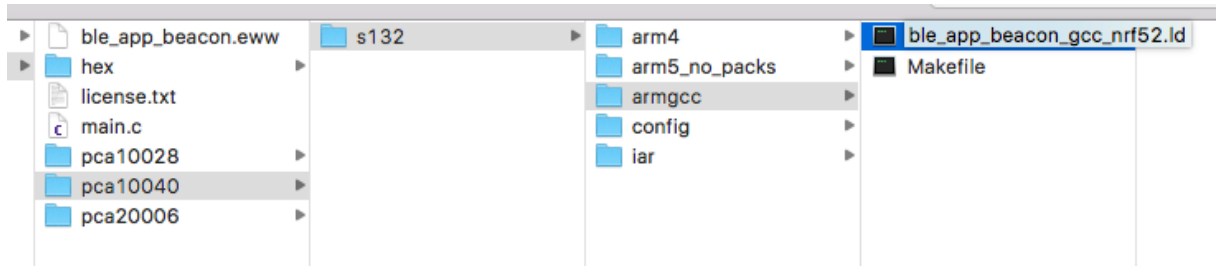 ble_app_beacon.eww
hex
license.txt
main.c
pca10028
pca10040
pca20006
s132
arm4
arm5_no_packs
armgcc
config
iar
ble_app_beacon_gcc_nrf52.ld
Makefile